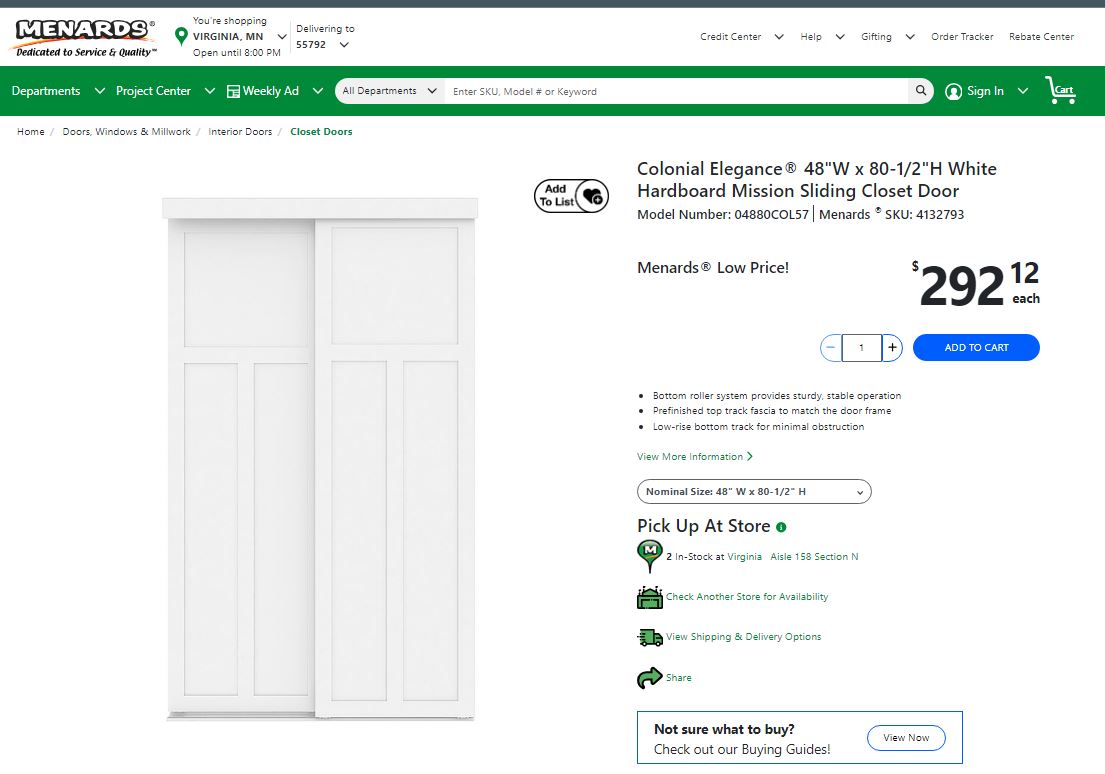 MENARDS®
Dedicated to Service & Quality™
You're shopping
VIRGINIA, MN
Open until 8:00 PM
Delivering to
55792
Credit Center
Help
Gifting
Order Tracker
Rebate Center
Departments
Project Center
Weekly Ad
All Departments
Enter SKU, Model # or Keyword
Sign In
Cart
Home / Doors, Windows & Millwork / Interior Doors / Closet Doors
Add
To List
Colonial Elegance® 48"W x 80-1/2"H White
Hardboard Mission Sliding Closet Door
Model Number: 04880COL57 | Menards ® SKU: 4132793
Menards® Low Price!
$292 12
each
− 1 +
ADD TO CART
• Bottom roller system provides sturdy, stable operation
• Prefinished top track fascia to match the door frame
• Low-rise bottom track for minimal obstruction
View More Information
Nominal Size: 48" W x 80-1/2" H
Pick Up At Store i
M
2 In-Stock at Virginia Aisle 158 Section N
Check Another Store for Availability
View Shipping & Delivery Options
Share
Not sure what to buy?
Check out our Buying Guides!
View Now